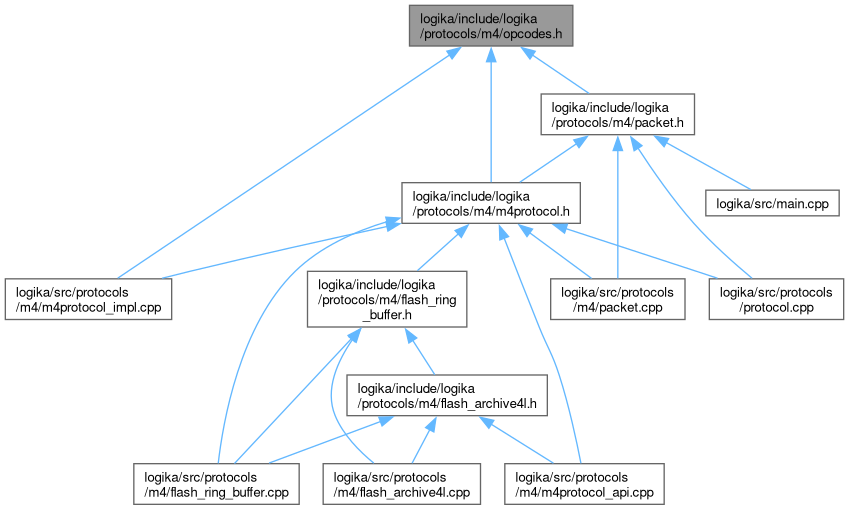 logika/include/logika
/protocols/m4/opcodes.h
logika/include/logika
/protocols/m4/packet.h
logika/include/logika
/protocols/m4/m4protocol.h
logika/src/main.cpp
logika/src/protocols
/m4/m4protocol_impl.cpp
logika/include/logika
/protocols/m4/flash_ring
_buffer.h
logika/src/protocols
/m4/packet.cpp
logika/src/protocols
/protocol.cpp
logika/include/logika
/protocols/m4/flash_archive4l.h
logika/src/protocols
/m4/flash_ring_buffer.cpp
logika/src/protocols
/m4/flash_archive4l.cpp
logika/src/protocols
/m4/m4protocol_api.cpp